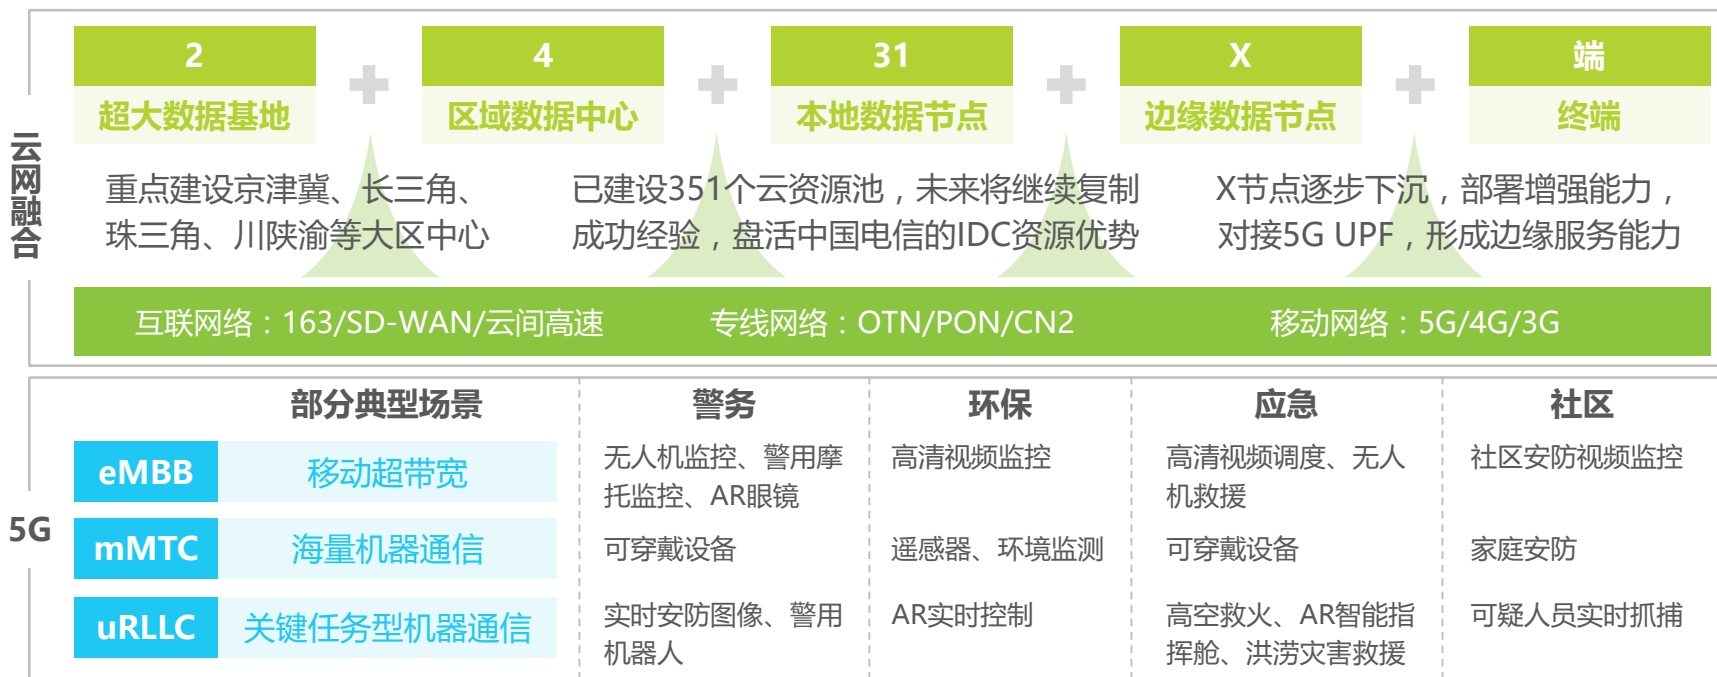 云网融合
2
4
31
X
端
超大数据基地
区域数据中心
本地数据节点
边缘数据节点
终端
重点建设京津冀、长三角、
珠三角、川陕渝等大区中心
已建设351个云资源池，未来将继续复制
成功经验，盘活中国电信的IDC资源优势
X节点逐步下沉，部署增强能力，
对接5G UPF，形成边缘服务能力
互联网络：163/SD-WAN/云间高速
专线网络：OTN/PON/CN2
移动网络：5G/4G/3G
5G
部分典型场景
警务
环保
应急
社区
eMBB
移动超带宽
无人机监控、警用摩
托监控、AR眼镜
高清视频监控
高清视频调度、无人
机救援
社区安防视频监控
mMTC
海量机器通信
可穿戴设备
遥感器、环境监测
可穿戴设备
家庭安防
uRLLC
关键任务型机器通信
实时安防图像、警用
机器人
AR实时控制
高空救火、AR智能指
挥舱、洪涝灾害救援
可疑人员实时抓捕